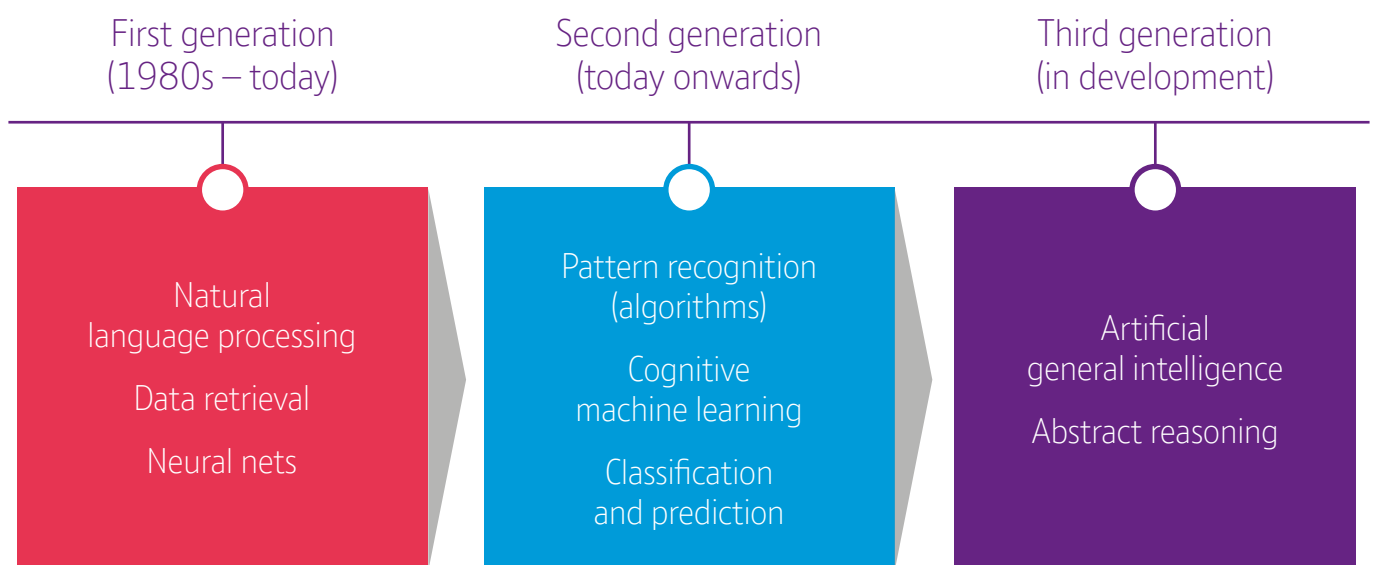 First generation
(1980s – today)
Second generation
(today onwards)
Third generation
(in development)
Natural
language processing
Data retrieval
Neural nets
Pattern recognition
(algorithms)
Cognitive
machine learning
Classification
and prediction
Artificial
general intelligence
Abstract reasoning